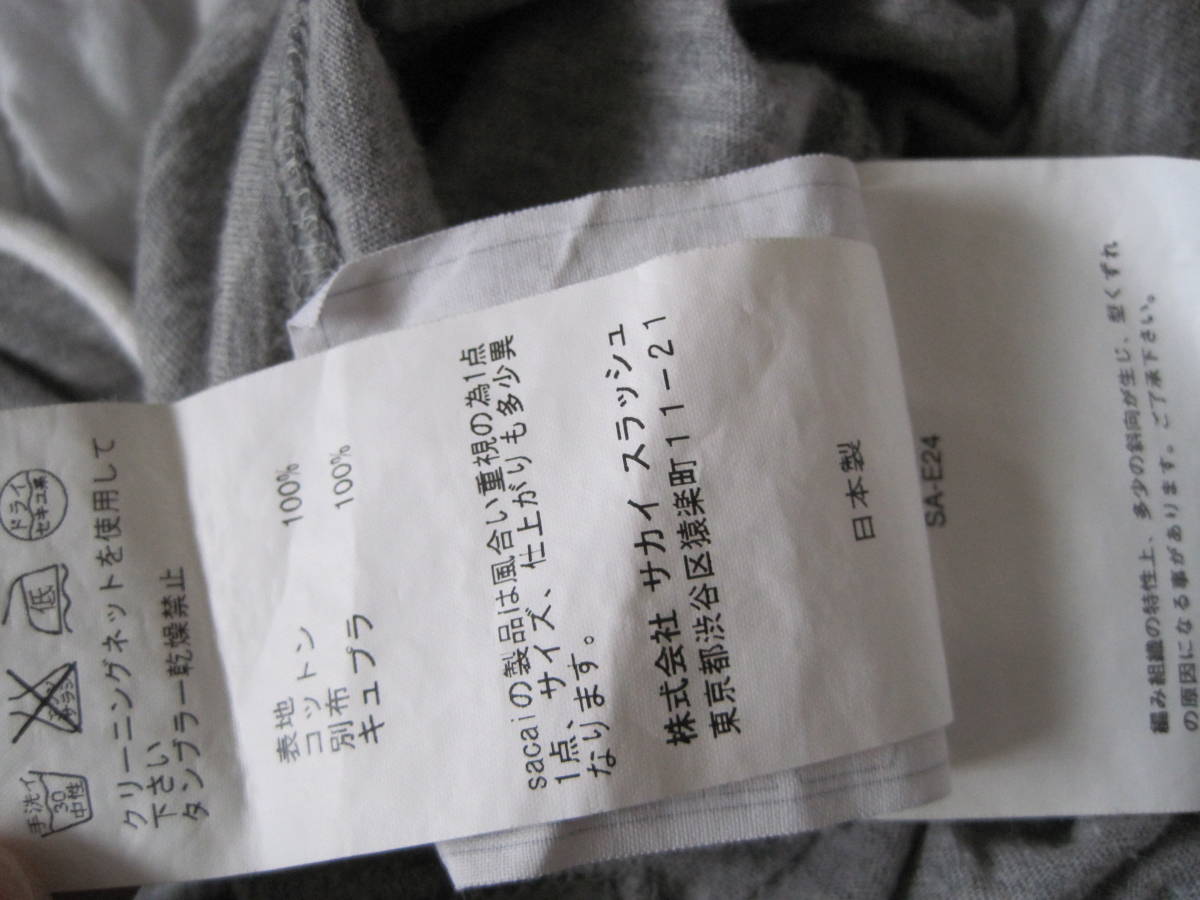 手洗イ
30
中性
エンソサラシ
低
ドライ
セキユ系
クリーニングネットを使用して
下さい
タンブラー乾燥禁止
表地
コットン 100%
別布
キュプラ 100%
sacaiの製品は風合い重視の為1点
1点、サイズ、仕上がりも多少異
なります。
株式会社 サカイ スラッシュ
東京都渋谷区猿楽町11-21
日本製
SA-E24
編み組織の特性上、多少の斜向が生じ、型くずれ
の原因になる事があります。ご了承下さい。